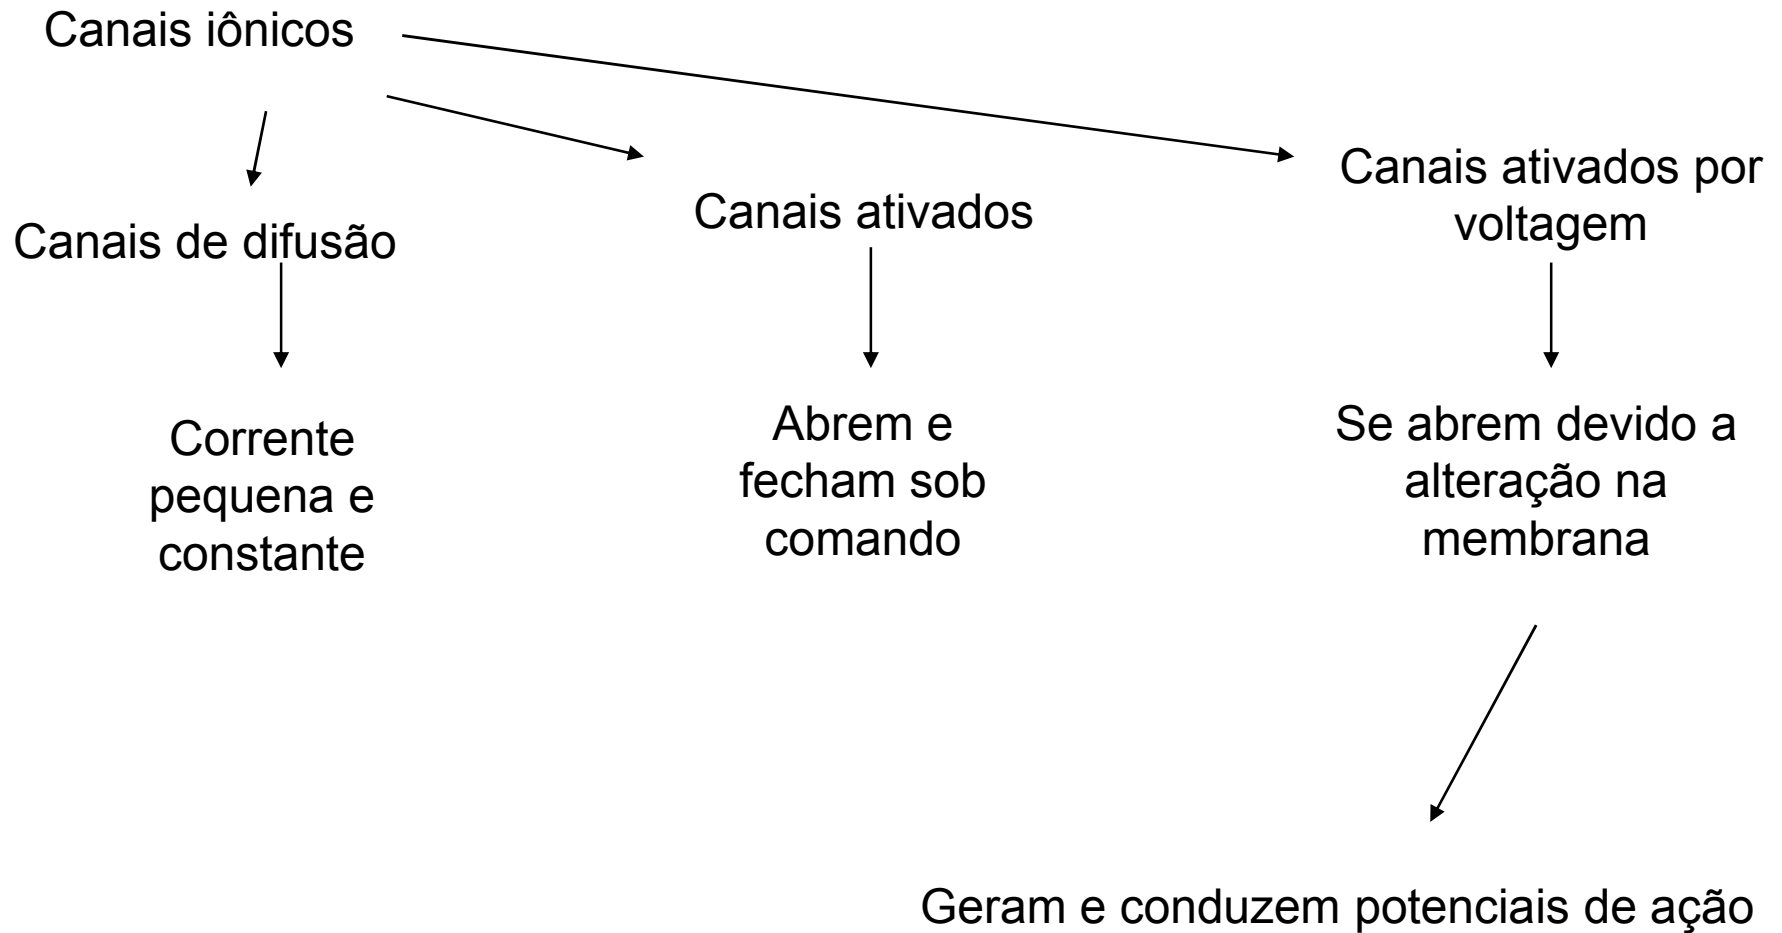 Canais iônicos
Canais de difusão
Canais ativados
Canais ativados por
voltagem
Corrente
pequena e
constante
Abrem e
fecham sob
comando
Se abrem devido a
alteração na
membrana
Geram e conduzem potenciais de ação